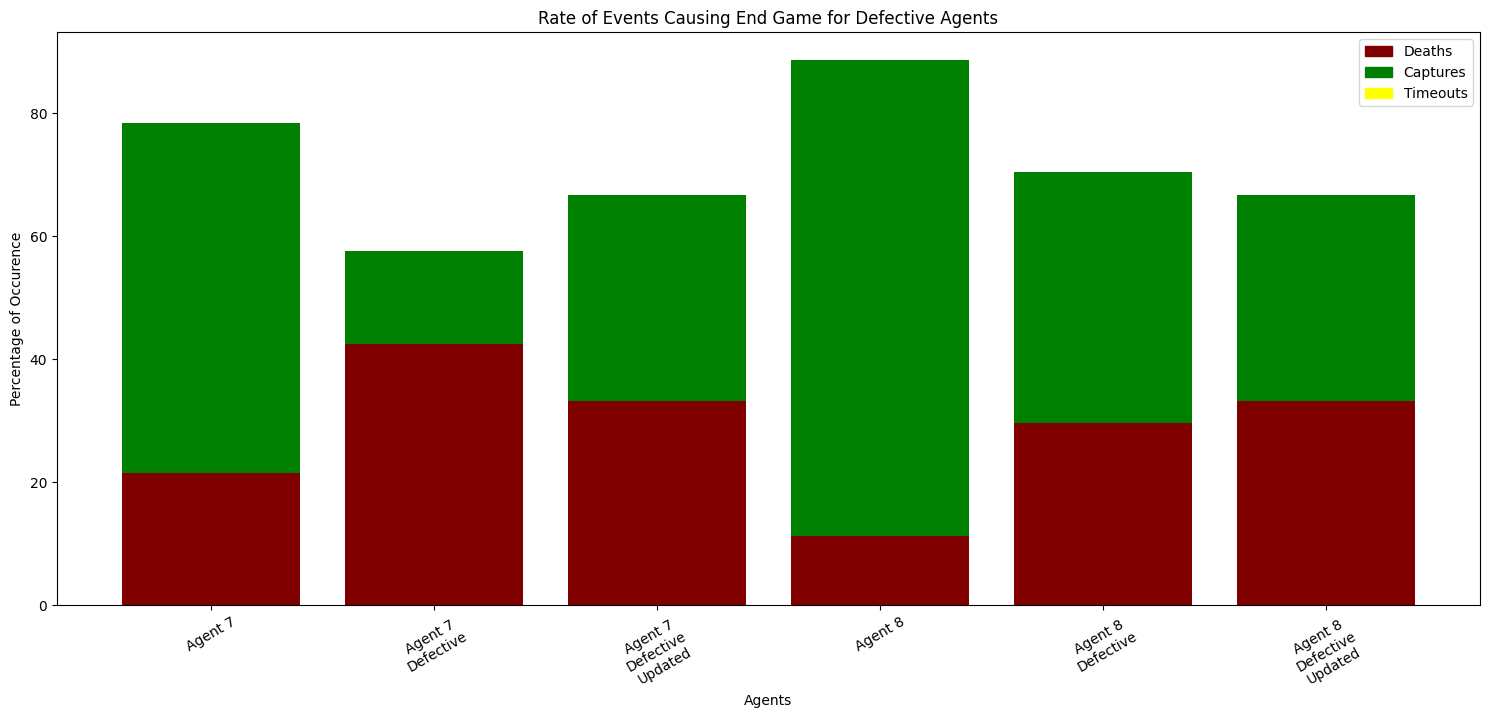 Rate of Events Causing End Game for Defective Agents
Deaths
Captures
Timeouts
Percentage of Occurence
80
60
40
20
0
Agent 7
Agent 7
Defective
Agent 7
Defective
Updated
Agent 8
Agent 8
Defective
Agent 8
Defective
Updated
Agents